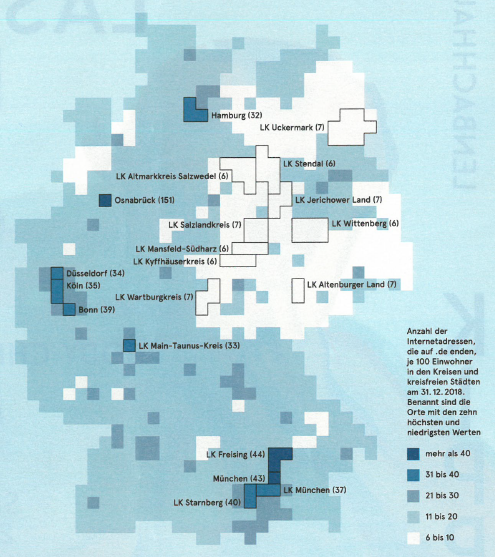 Hamburg (32)
LK Uckermark (7)
LK Stendal (6)
LK Altmarkkreis Salzwedel (6)
LK Jerichower Land (7)
Osnabrück (151)
LK Salzlandkreis (7)
LK Wittenberg (6)
LK Mansfeld-Südharz (6)
LK Kyffhäuserkreis (6)
Düsseldorf (34)
Köln (35)
LK Altenburger Land (7)
LK Wartburgkreis (7)
Bonn (39)
LK Main-Taunus-Kreis (33)
Anzahl der
Internetadressen,
die auf .de enden,
je 100 Einwohner
in den Kreisen und
kreisfreien Städten
am 31. 12. 2018.
Benannt sind die
Orte mit den zehn
höchsten und
niedrigsten Werten
LK Freising (44)
München (43)
LK München (37)
LK Starnberg (40)
mehr als 40
31 bis 40
21 bis 30
11 bis 20
6 bis 10